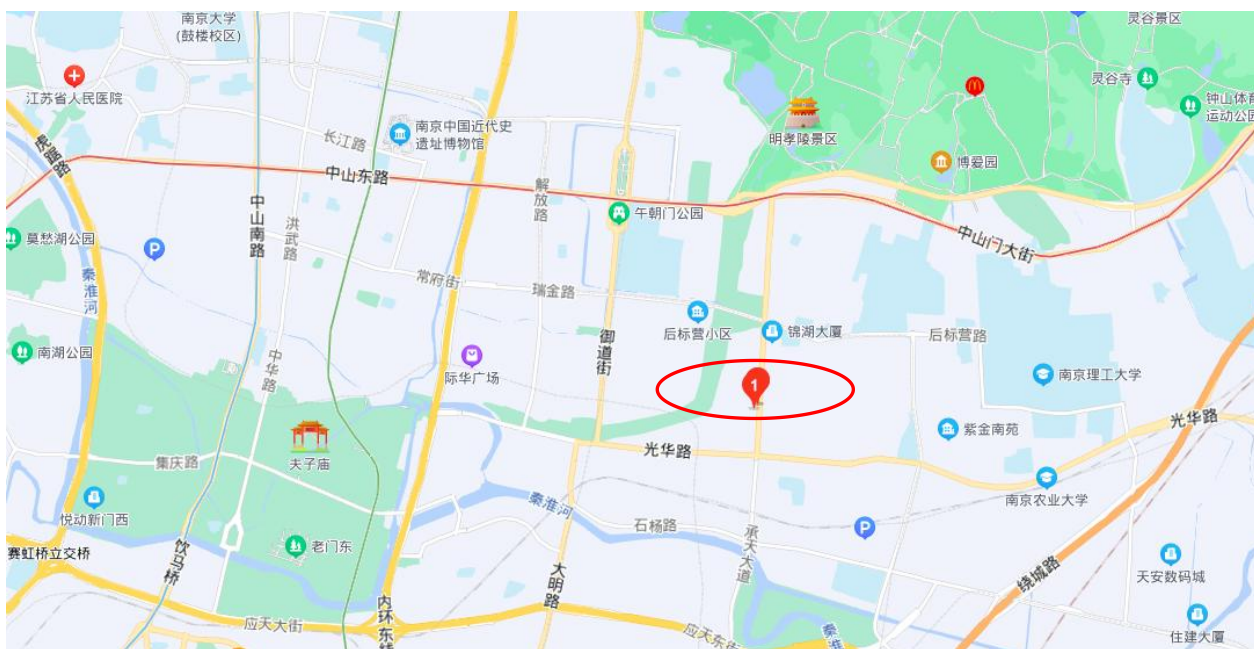 南京大学
(鼓楼校区)
灵谷景区
江苏省人民医院
灵谷寺
钟山体育
运动公园
南京中国近代史
遗址博物馆
长江路
明孝陵景区
博爱园
虎踞路
中山东路
解放路
中山南路
洪武路
午朝门公园
莫愁湖公园
P
中山门大街
秦淮河
常府街
瑞金路
后标营小区
锦湖大厦
后标营路
御道街
南湖公园
中华路
际华广场
1
南京理工大学
光华路
紫金南苑
夫子庙
光华路
集庆路
南京农业大学
悦动新门西
秦淮河
石杨路
P
承天大道
赛虹桥立交桥
饮马桥
老门东
大明路
绕城路
天安数码城
内环东线
应天大街
应天东街
秦淮
住建大厦